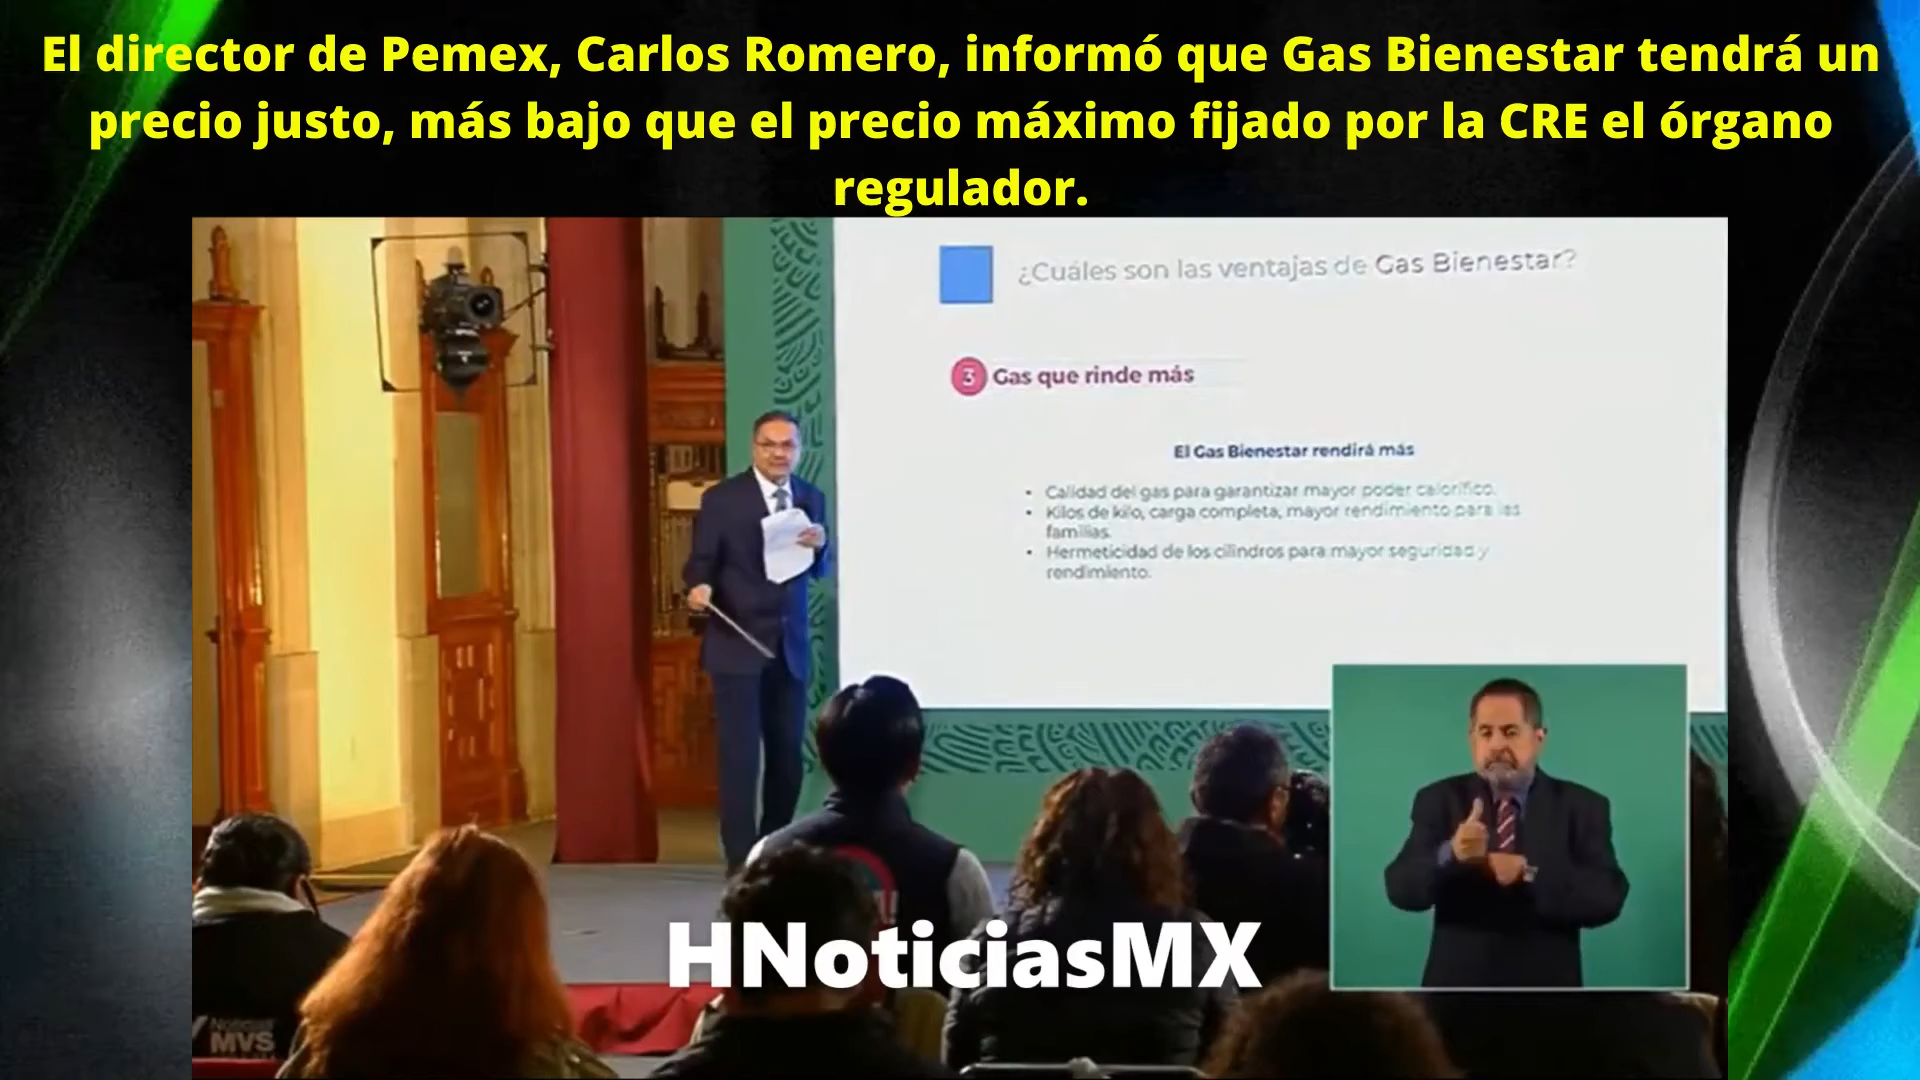 El director de Pemex, Carlos Romero, informó que Gas Bienestar tendrá un
precio justo, más bajo que el precio máximo fijado por la CRE el órgano
regulador.
¿Cuáles son las ventajas de Gas Bienestar?
3 Gas que rinde más
El Gas Bienestar rendirá más
• Calidad del gas para garantizar mayor poder calorífico.
• Kilos de kilo, carga completa, mayor rendimiento para las
familias.
• Hermeticidad de los cilindros para mayor seguridad y
rendimiento.
HNoticiasMX
Noticias
MVS